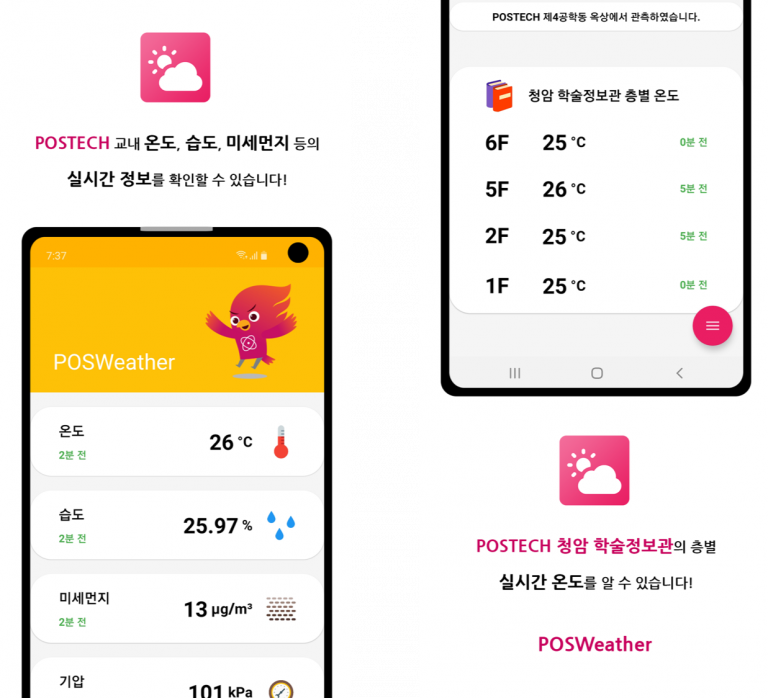 POSTECH 교내 온도, 습도, 미세먼지 등의
실시간 정보를 확인할 수 있습니다!
7:37
POSWeather
온도
2분 전
26 °C
습도
2분 전
25.97 %
미세먼지
2분 전
13 µg/m³
기압
101 kPa
POSTECH 제4공학동 옥상에서 관측하였습니다.
청암 학술정보관 층별 온도
6F 25 °C 0분 전
5F 26 °C 5분 전
2F 25 °C 5분 전
1F 25 °C 0분 전
POSTECH 청암 학술정보관의 층별
실시간 온도를 알 수 있습니다!
POSWeather